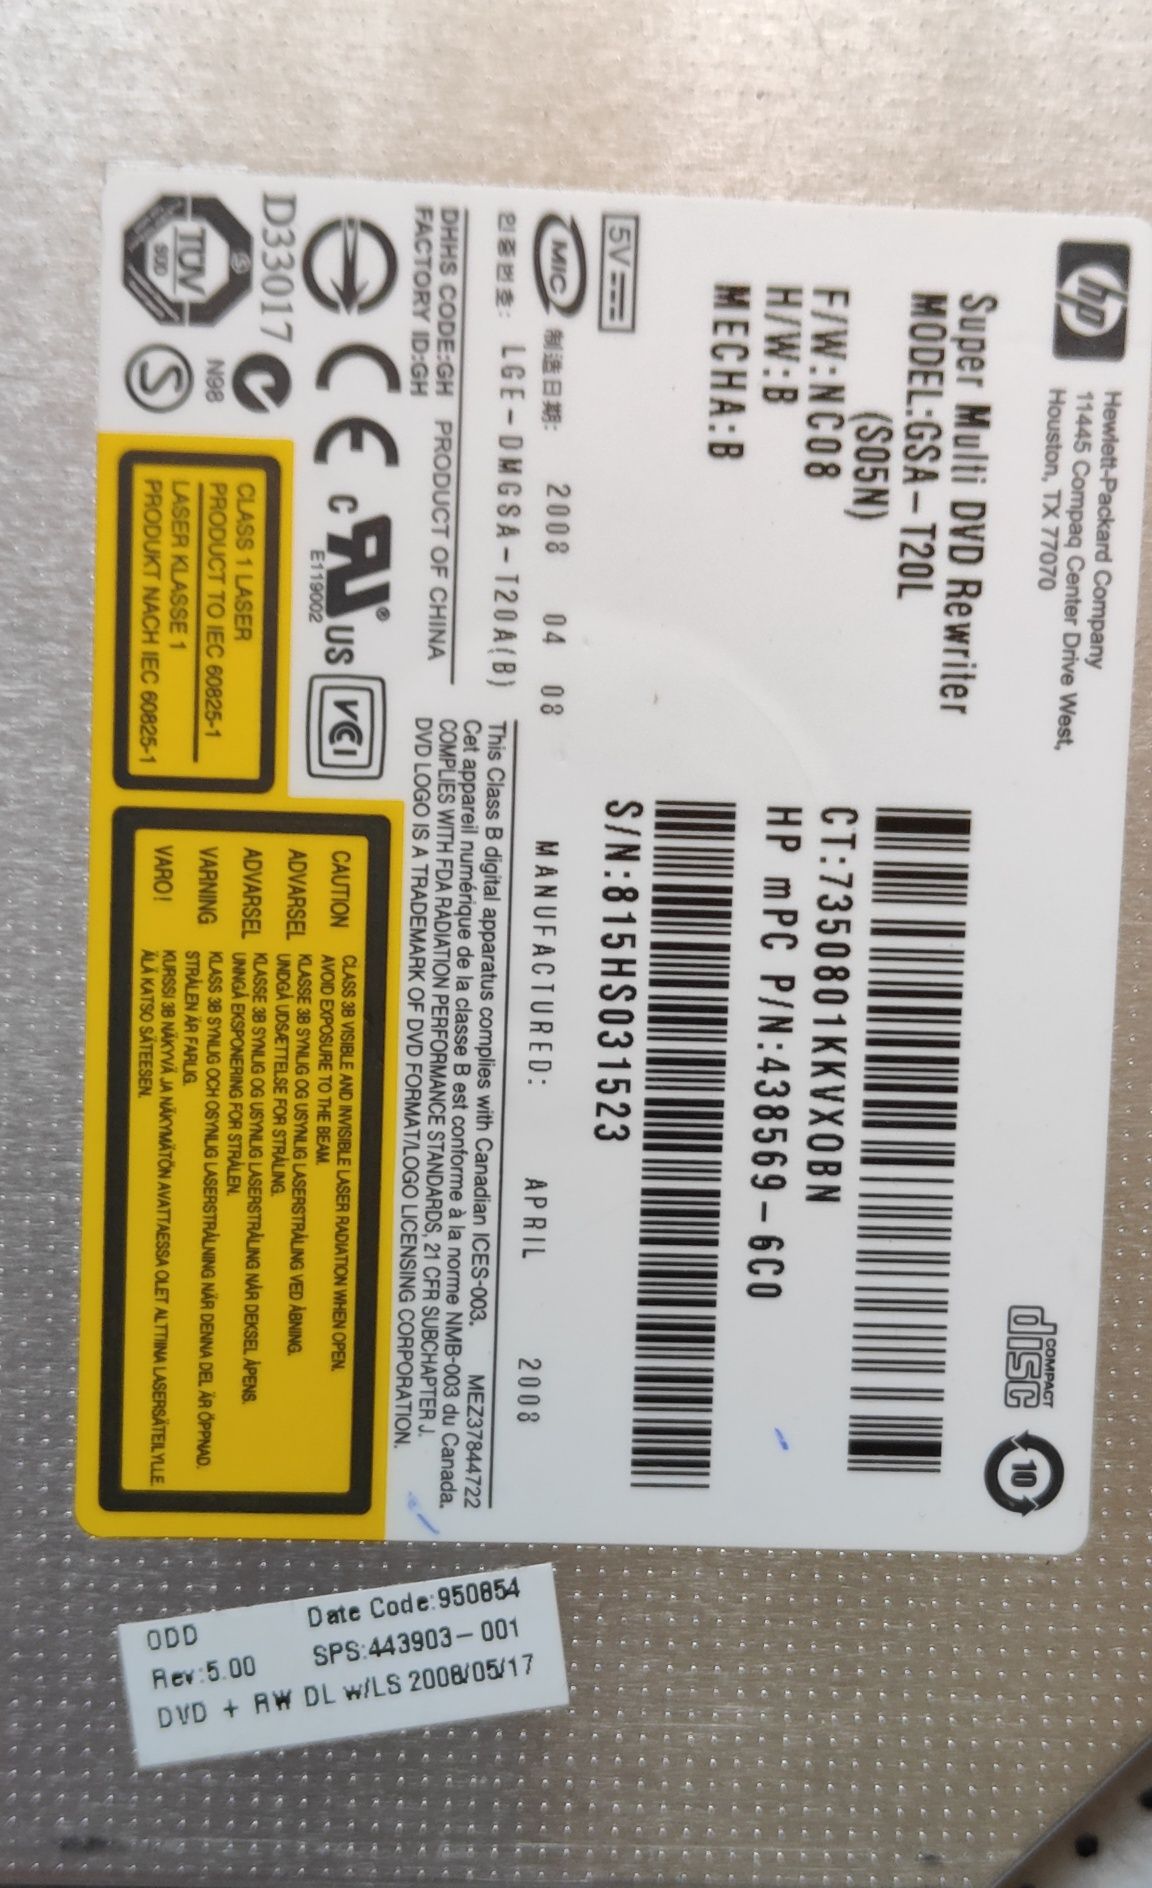 hp
Hewlett-Packard Company
11445 Compaq Center Drive West,
Houston, TX 77070
COMPACT
disc
10
Super Multi DVD Rewriter
MODEL:GSA-T20L
(S05N)
F/W:NC08
H/W:B
MECHA:B
CT:7350801KKVX0BN
HP mPC P/N:438569-6C0
S/N:815HS031523
5V
MIC
制造日期: 2008 04 08
MANUFACTURED: APRIL 2008
인증번호: LGE-DMGSA-T20A(B)
DHHS CODE:GH PRODUCT OF CHINA
FACTORY ID:GH
This Class B digital apparatus complies with Canadian ICES-003. MEZ37844722
Cet appareil numérique de la classe B est conforme à la norme NMB-003 du Canada.
COMPLIES WITH FDA RADIATION PERFORMANCE STANDARDS, 21 CFR SUBCHAPTER J.
DVD LOGO IS A TRADEMARK OF DVD FORMAT/LOGO LICENSING CORPORATION.
CE
c RU® US
E119002
VCI
D33017
N98
TÜV
SÜD
S
CLASS 1 LASER
PRODUCT TO IEC 60825-1
LASER KLASSE 1
PRODUKT NACH IEC 60825-1
CAUTION CLASS 3B VISIBLE AND INVISIBLE LASER RADIATION WHEN OPEN.
AVOID EXPOSURE TO THE BEAM.
ADVARSEL KLASSE 3B SYNLIG OG USYNLIG LASERSTRÅLING VED ÅBNING.
UNDGÅ UDSÆTTELSE FOR STRÅLING.
ADVARSEL KLASSE 3B SYNLIG OG USYNLIG LASERSTRÅLING NÅR DEKSEL ÅPENS.
UNNGÅ EKSPONERING FOR STRÅLEN.
VARNING KLASS 3B SYNLIG OCH OSYNLIG LASERSTRÅLNING NÄR DENNA DEL ÄR ÖPPNAD.
STRÅLEN ÄR FARLIG.
VARO! KURSSI 3B NÄKYVÄ JA NÄKYMÄTÖN AVATTAESSA OLET ALTTIINA LASERSÄTEILYLLE.
ÄLÄ KATSO SÄTEESEN.
ODD Date Code:950854
Rev:5.00 SPS:443903-001
DVD + RW DL w/LS 2008/05/17